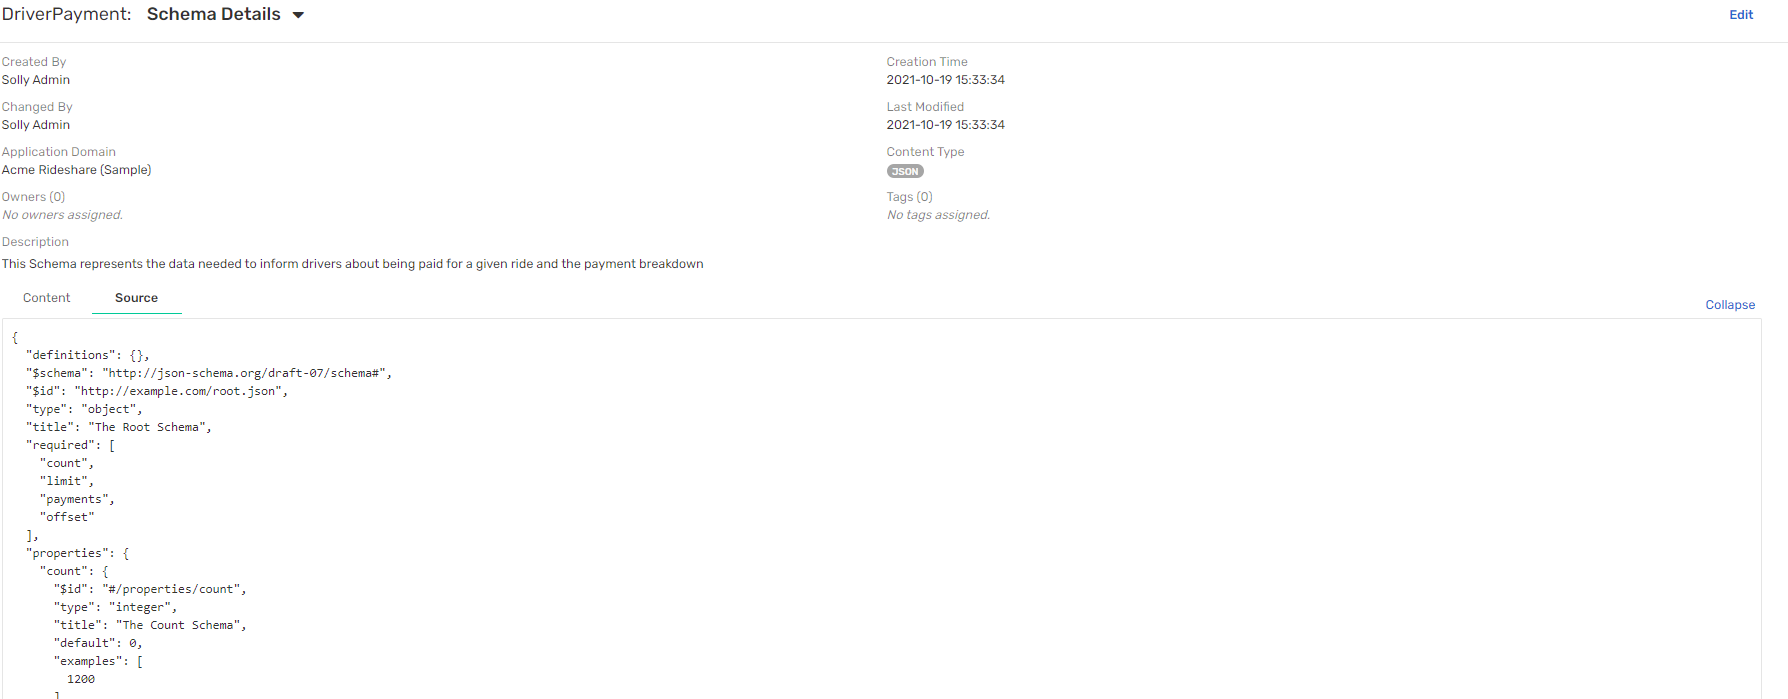 DriverPayment: Schema Details
Edit
Created By
Solly Admin
Creation Time
2021-10-19 15:33:34
Changed By
Solly Admin
Last Modified
2021-10-19 15:33:34
Application Domain
Acme Rideshare (Sample)
Content Type
JSON
Owners (0)
No owners assigned.
Tags (0)
No tags assigned.
Description
This Schema represents the data needed to inform drivers about being paid for a given ride and the payment breakdown
Content Source
Collapse
{
  "definitions": {},
  "$schema": "http://json-schema.org/draft-07/schema#",
  "$id": "http://example.com/root.json",
  "type": "object",
  "title": "The Root Schema",
  "required": [
    "count",
    "limit",
    "payments",
    "offset"
  ],
  "properties": {
    "count": {
      "$id": "#/properties/count",
      "type": "integer",
      "title": "The Count Schema",
      "default": 0,
      "examples": [
        1200
      ]